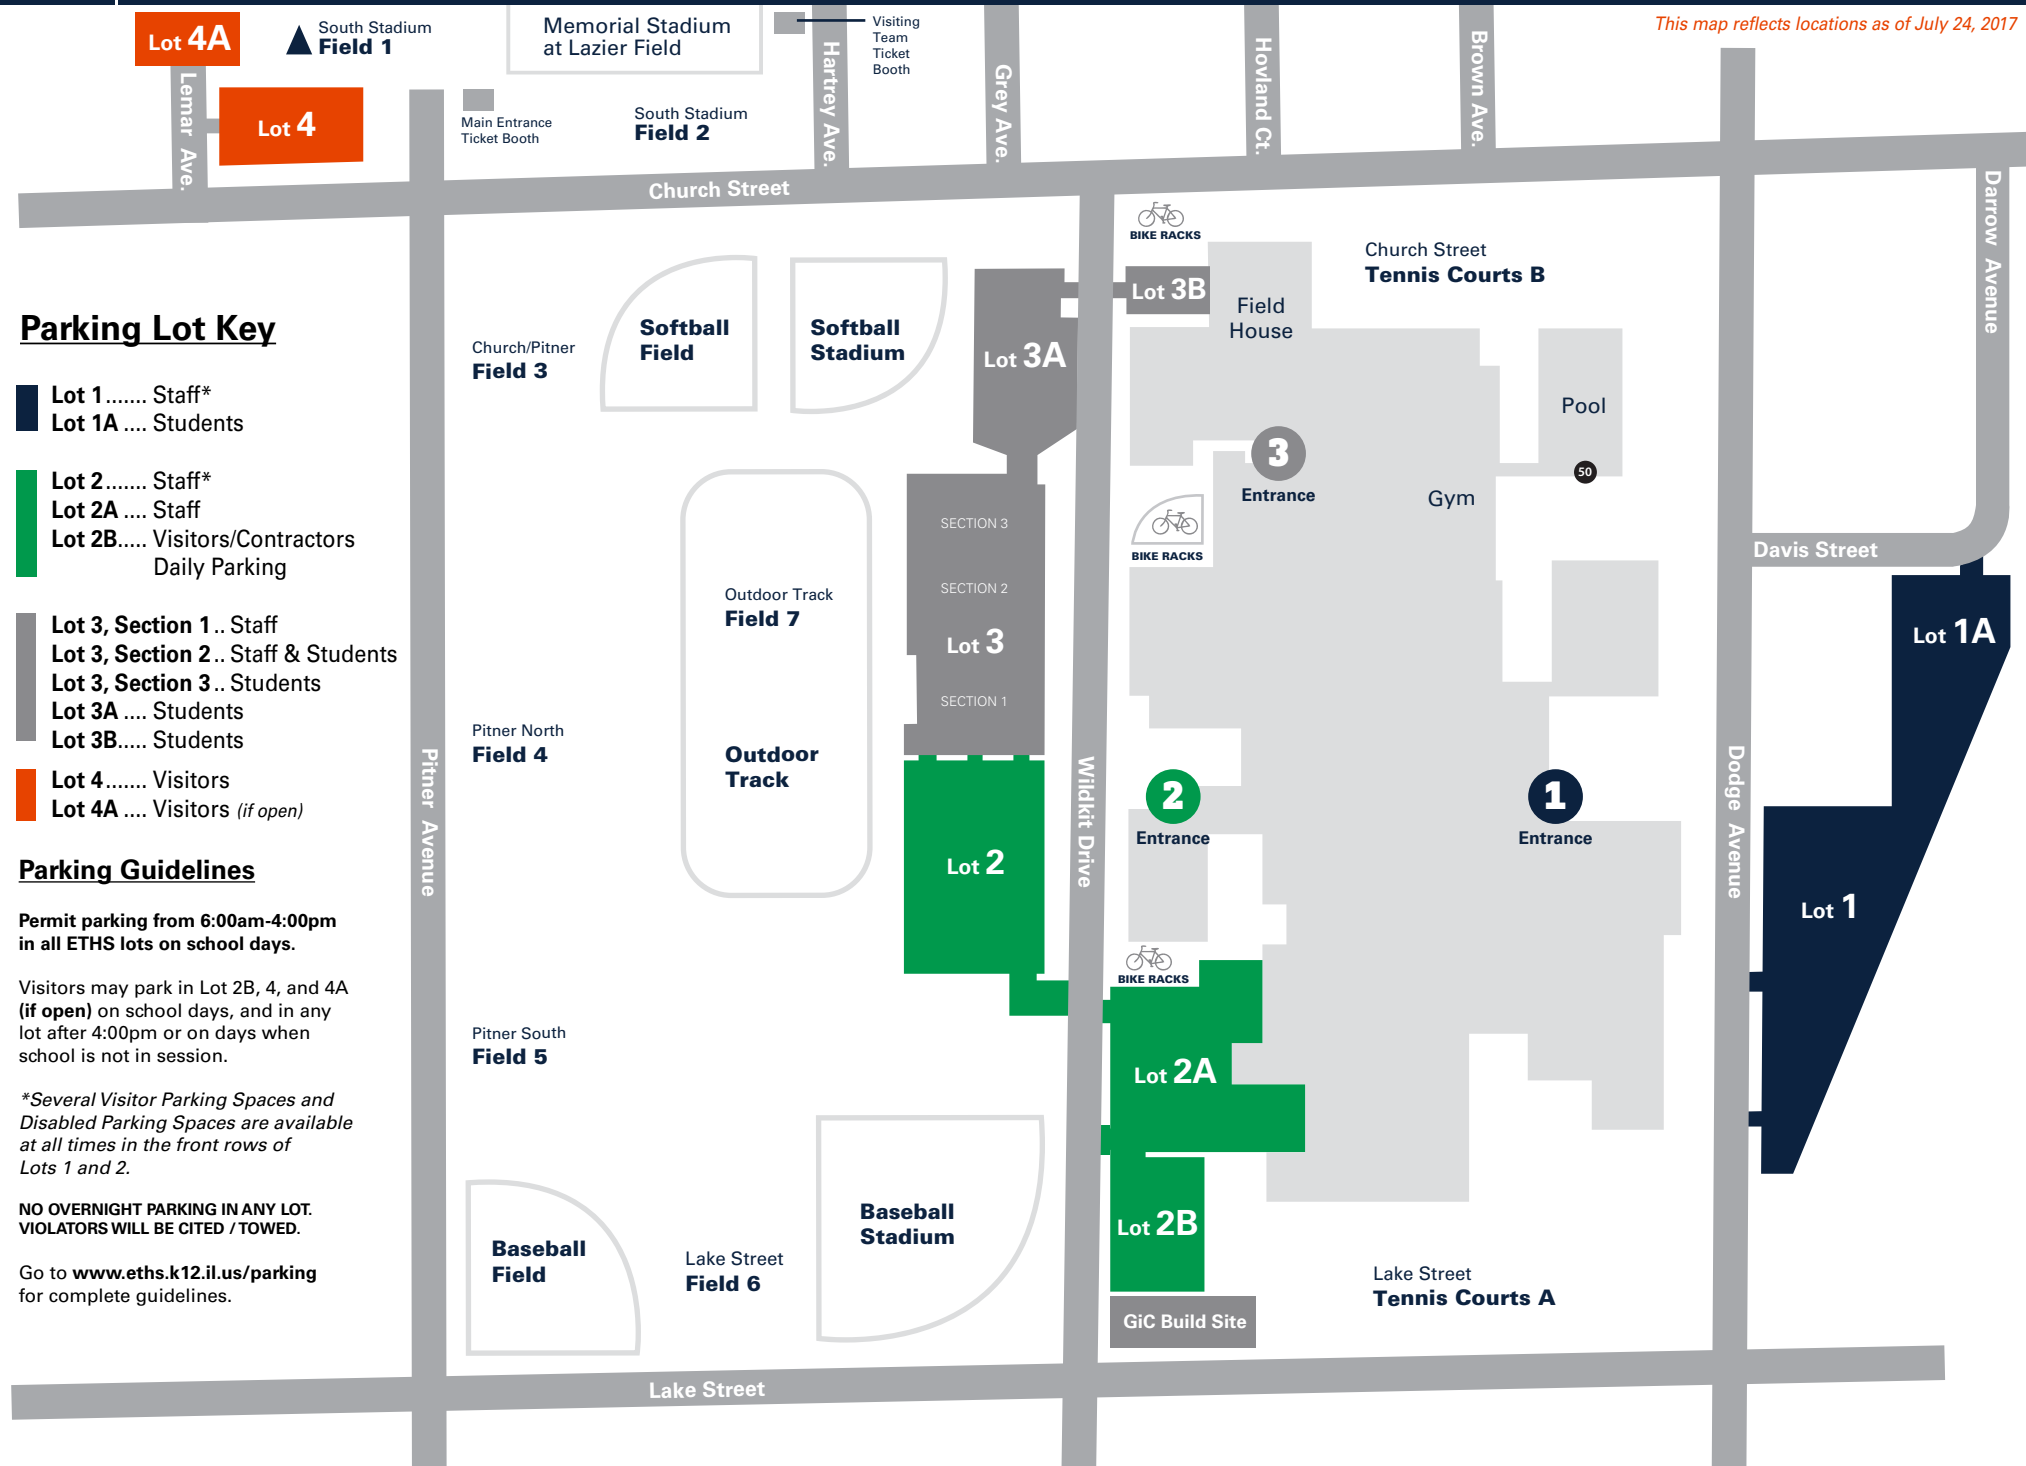 This map reflects locations as of July 24, 2017
Lot 4A
South Stadium
Field 1
Memorial Stadium
at Lazier Field
Visiting
Team
Ticket
Booth
Lot 4
Main Entrance
Ticket Booth
South Stadium
Field 2
Lemar Ave.
Hartrey Ave.
Grey Ave.
Hovland Ct.
Brown Ave.
Church Street
Darrow Avenue
Parking Lot Key
Lot 1....... Staff*
Lot 1A .... Students
Lot 2....... Staff*
Lot 2A .... Staff
Lot 2B..... Visitors/Contractors
Daily Parking
Lot 3, Section 1.. Staff
Lot 3, Section 2.. Staff & Students
Lot 3, Section 3.. Students
Lot 3A .... Students
Lot 3B..... Students
Lot 4....... Visitors
Lot 4A .... Visitors (if open)
Parking Guidelines
Permit parking from 6:00am-4:00pm
in all ETHS lots on school days.
Visitors may park in Lot 2B, 4, and 4A
(if open) on school days, and in any
lot after 4:00pm or on days when
school is not in session.
*Several Visitor Parking Spaces and
Disabled Parking Spaces are available
at all times in the front rows of
Lots 1 and 2.
NO OVERNIGHT PARKING IN ANY LOT.
VIOLATORS WILL BE CITED / TOWED.
Go to www.eths.k12.il.us/parking
for complete guidelines.
Pitner Avenue
Church/Pitner
Field 3
Softball
Field
Softball
Stadium
Lot 3A
Outdoor Track
Field 7
Outdoor
Track
Pitner North
Field 4
Pitner South
Field 5
Baseball
Field
Lake Street
Field 6
Baseball
Stadium
SECTION 3
SECTION 2
Lot 3
SECTION 1
Lot 2
Wildkit Drive
BIKE RACKS
Lot 3B
Field
House
Church Street
Tennis Courts B
Pool
50
3
Entrance
Gym
BIKE RACKS
2
Entrance
1
Entrance
BIKE RACKS
Lot 2A
Lot 2B
GiC Build Site
Lake Street
Tennis Courts A
Dodge Avenue
Davis Street
Lot 1A
Lot 1
Lake Street